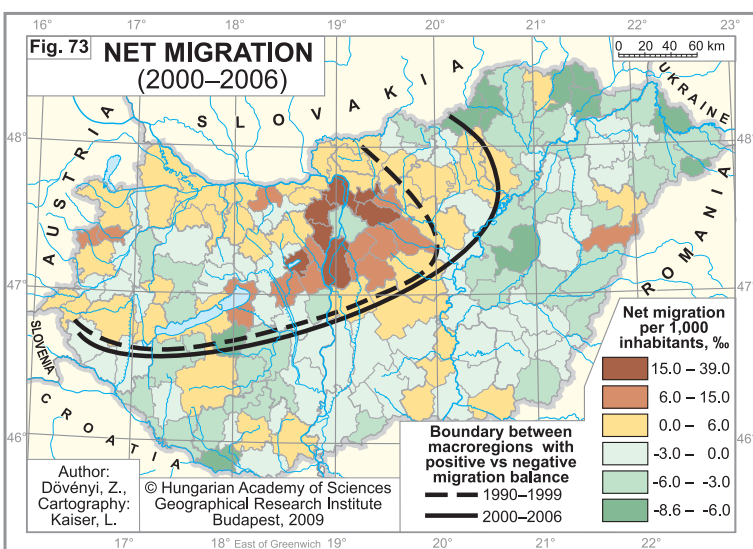 16° 17° 18° 19° 20° 21° 22° 23°
Fig. 73
NET MIGRATION
(2000–2006)
0 20 40 60 km
SLOVAKIA
UKRAINE
AUSTRIA
ROMANIA
SLOVENIA
CROATIA
48°
48°
47°
47°
46°
46°
Net migration
per 1,000
inhabitants, ‰
15.0 – 39.0
6.0 – 15.0
0.0 – 6.0
-3.0 – 0.0
-6.0 – -3.0
-8.6 – -6.0
Boundary between
macroregions with
positive vs negative
migration balance
1990–1999
2000–2006
Author:
Dövényi, Z.,
Cartography:
Kaiser, L.
© Hungarian Academy of Sciences
Geographical Research Institute
Budapest, 2009
17° 18° East of Greenwich 19° 20° 21° 22°